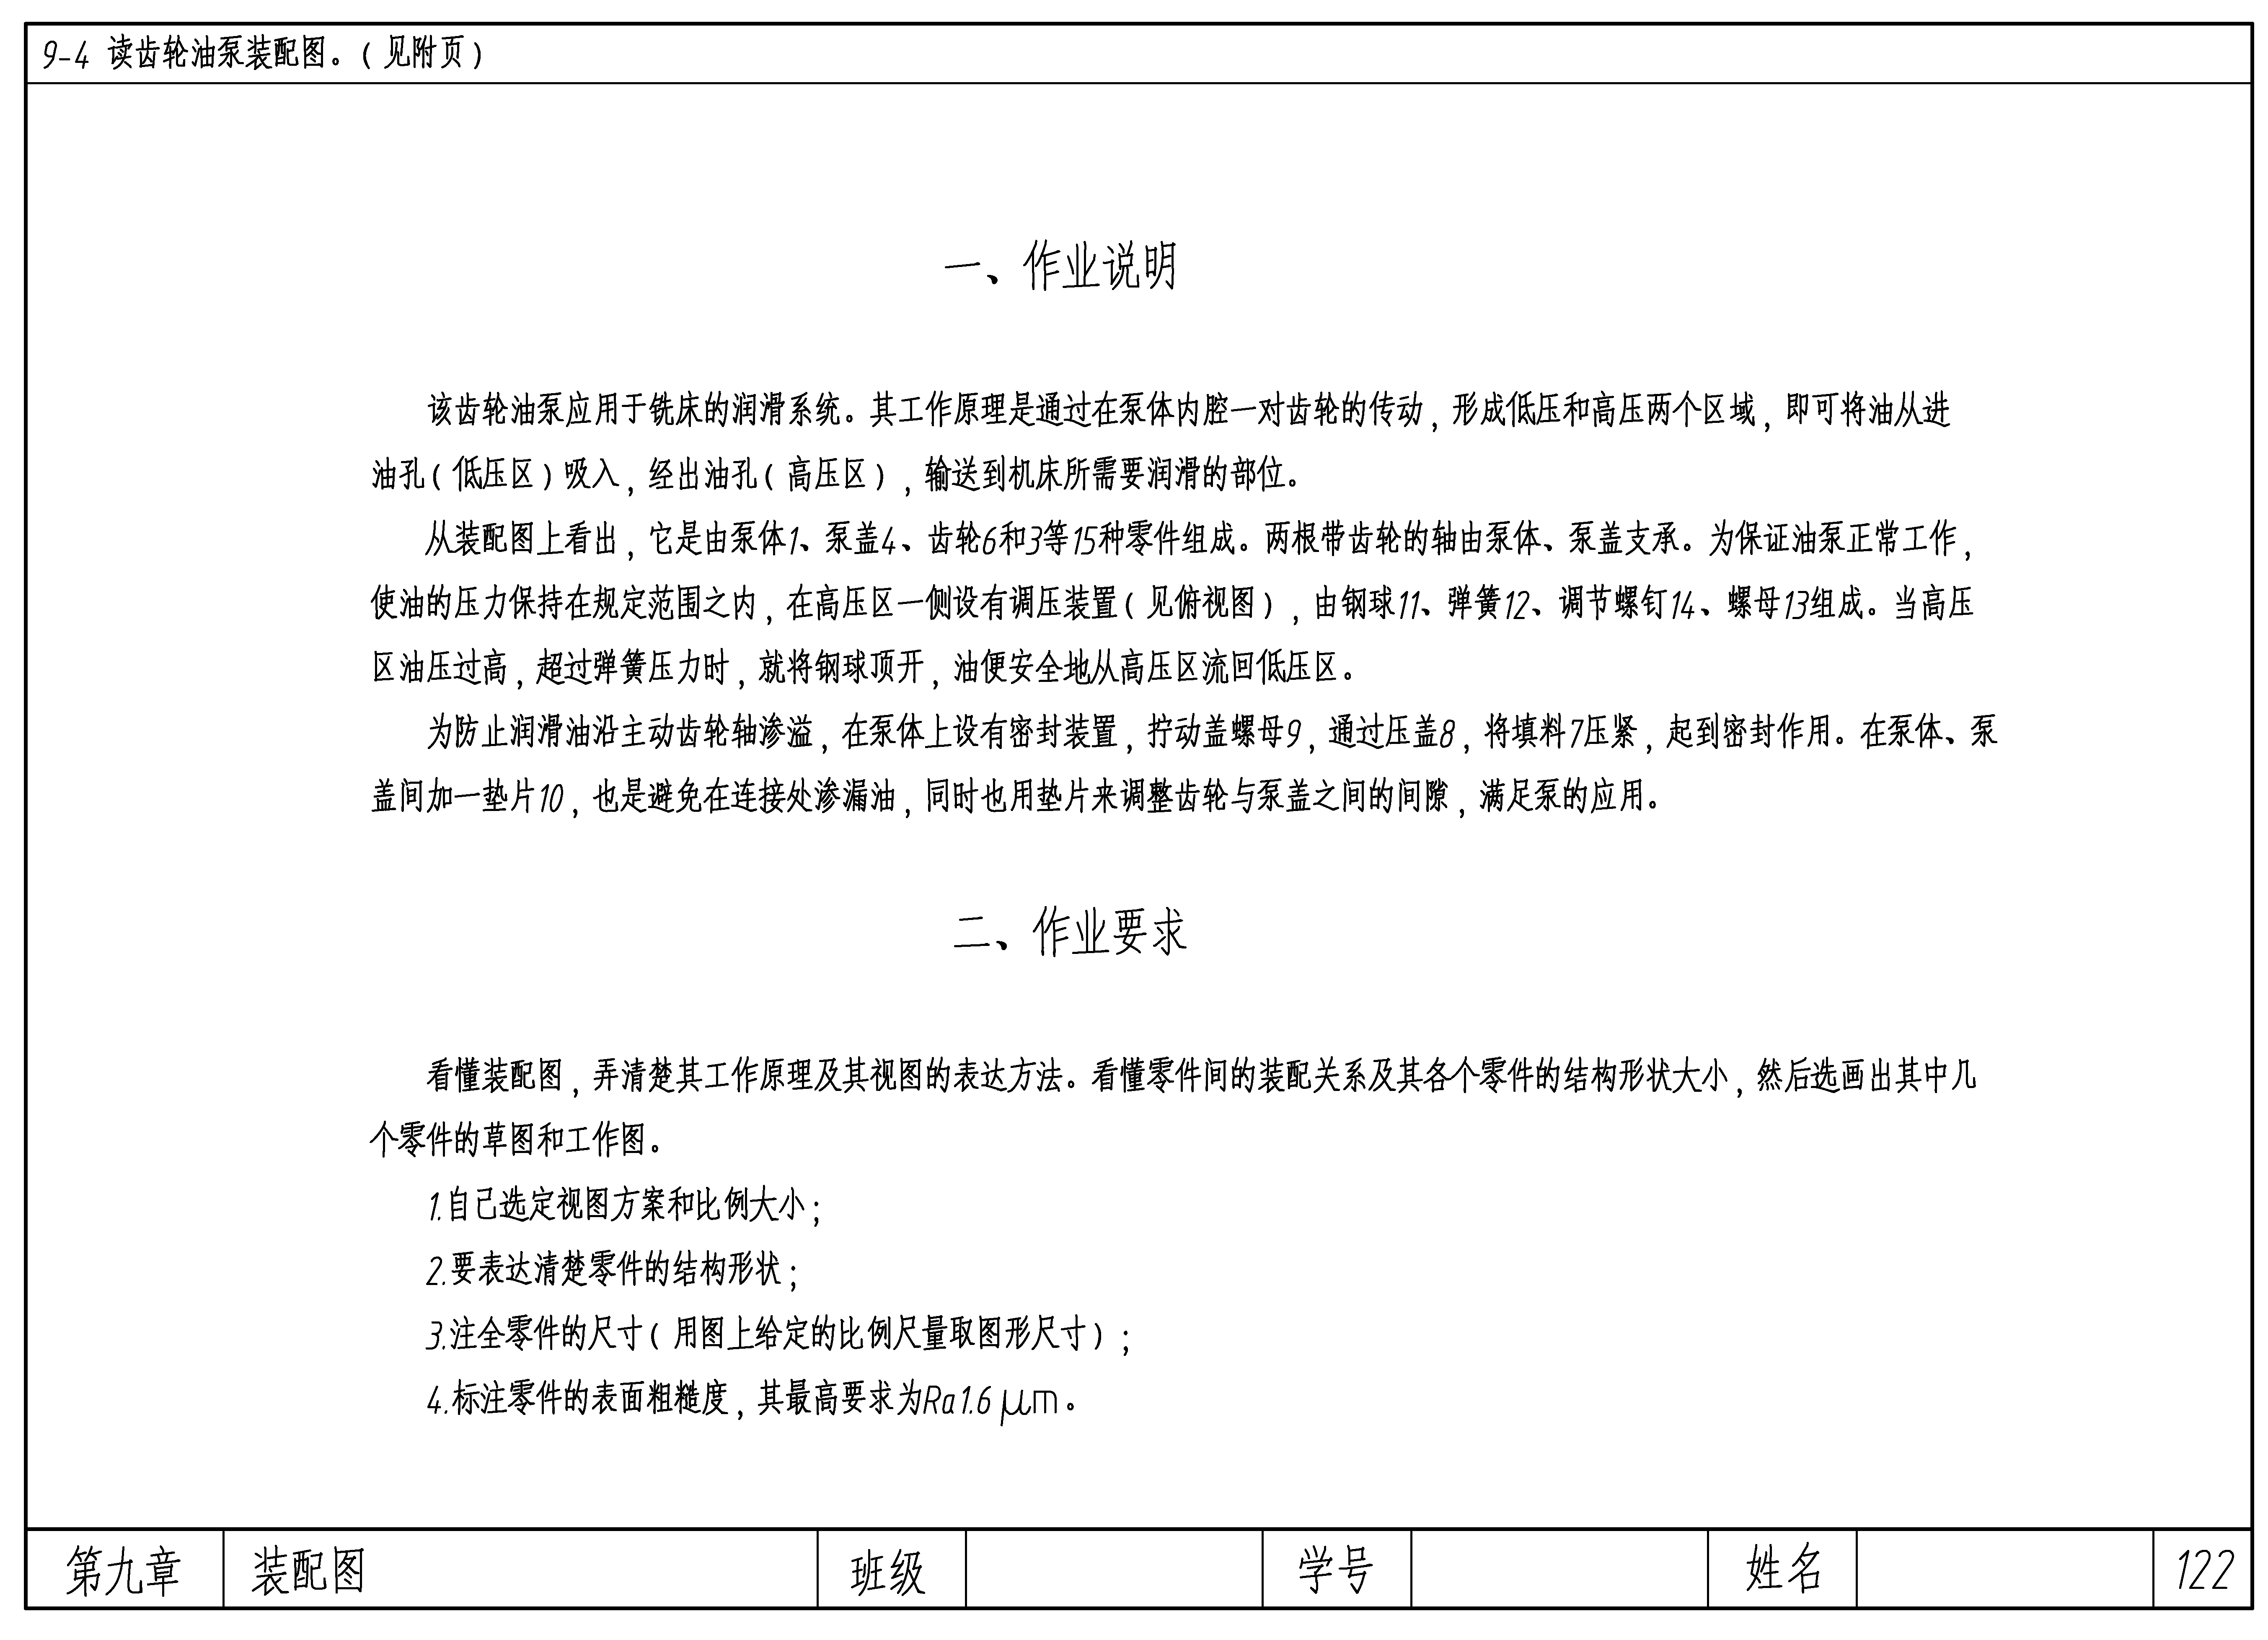 9-4 读齿轮油泵装配图。(见附页)
一、作业说明
该齿轮油泵应用于铣床的润滑系统。其工作原理是通过在泵体内腔一对齿轮的传动,形成低压和高压两个区域,即可将油从进
油孔(低压区)吸入,经出油孔(高压区),输送到机床所需要润滑的部位。
从装配图上看出,它是由泵体1、泵盖4、齿轮6和3等15种零件组成。两根带齿轮的轴由泵体、泵盖支承。为保证油泵正常工作,
使油的压力保持在规定范围之内,在高压区一侧设有调压装置(见俯视图),由钢球11、弹簧12、调节螺钉14、螺母13组成。当高压
区油压过高,超过弹簧压力时,就将钢球顶开,油便安全地从高压区流回低压区。
为防止润滑油沿主动齿轮轴渗溢,在泵体上设有密封装置,拧动盖螺母9,通过压盖8,将填料7压紧,起到密封作用。在泵体、泵
盖间加一垫片10,也是避免在连接处渗漏油,同时也用垫片来调整齿轮与泵盖之间的间隙,满足泵的应用。
二、作业要求
看懂装配图,弄清楚其工作原理及其视图的表达方法。看懂零件间的装配关系及其各个零件的结构形状大小,然后选画出其中几
个零件的草图和工作图。
1.自己选定视图方案和比例大小;
2.要表达清楚零件的结构形状;
3.注全零件的尺寸(用图上给定的比例尺量取图形尺寸);
4.标注零件的表面粗糙度,其最高要求为Ra1.6μm。
第九章 装配图 班级 学号 姓名 122